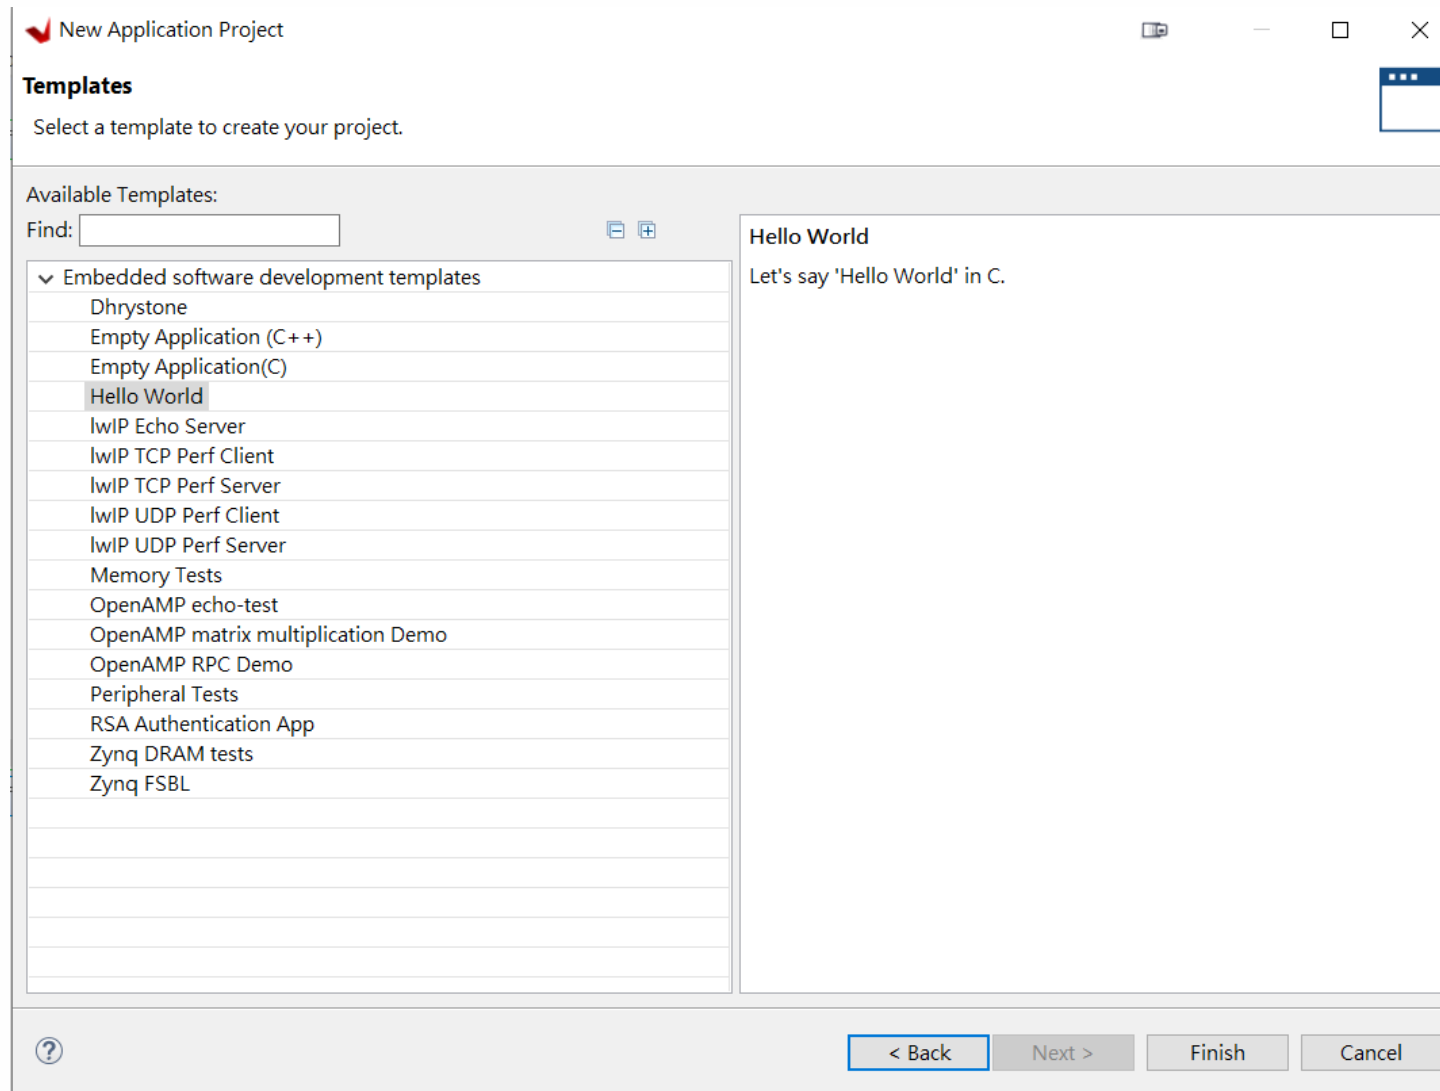 New Application Project
Templates
Select a template to create your project.
Available Templates:
Find:
Embedded software development templates
Dhrystone
Empty Application (C++)
Empty Application(C)
Hello World
lwIP Echo Server
lwIP TCP Perf Client
lwIP TCP Perf Server
lwIP UDP Perf Client
lwIP UDP Perf Server
Memory Tests
OpenAMP echo-test
OpenAMP matrix multiplication Demo
OpenAMP RPC Demo
Peripheral Tests
RSA Authentication App
Zynq DRAM tests
Zynq FSBL
Hello World
Let's say 'Hello World' in C.
?
< Back
Next >
Finish
Cancel